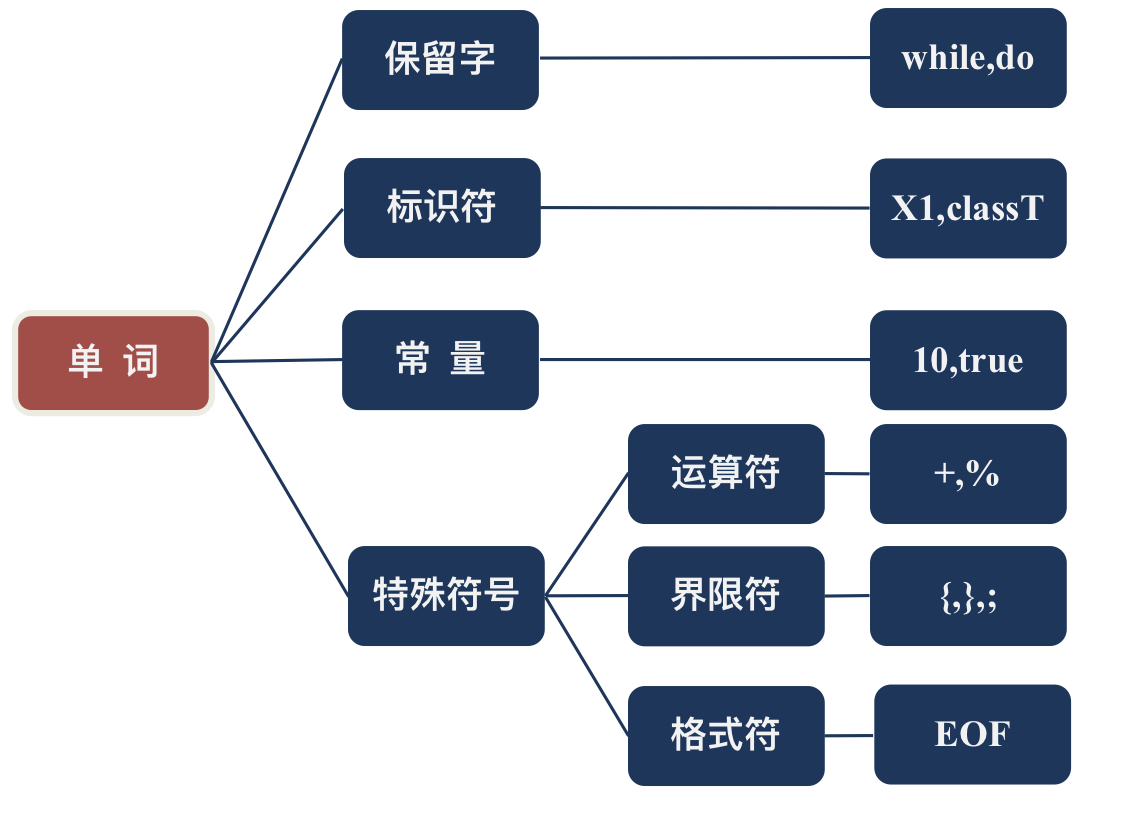 保留字
while,do
标识符
X1,classT
单 词
常 量
10,true
运算符
+,%
特殊符号
界限符
{,},;
格式符
EOF